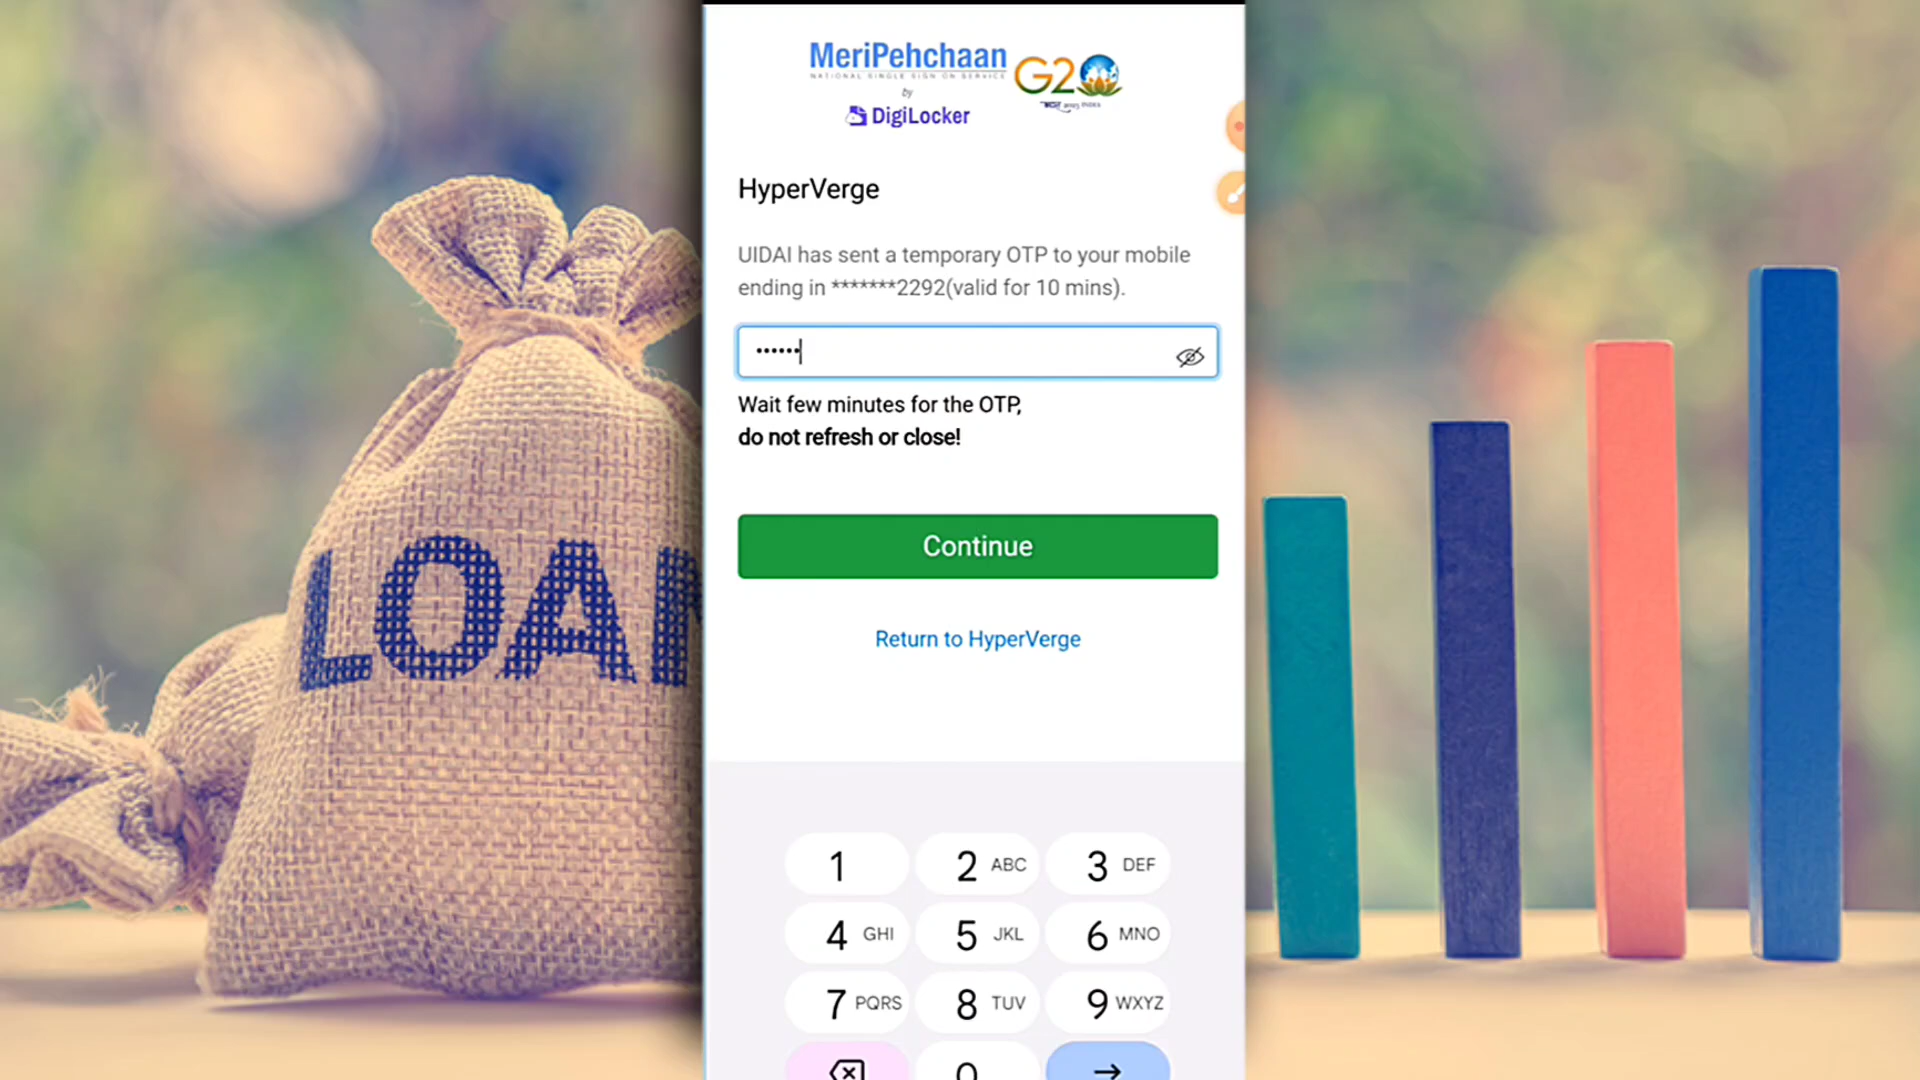 MeriPehchaan
NATIONAL SINGLE SIGN ON SERVICE
by
DigiLocker
G20
HyperVerge
UIDAI has sent a temporary OTP to your mobile
ending in *******2292(valid for 10 mins).
••••••
Wait few minutes for the OTP,
do not refresh or close!
Continue
Return to HyperVerge
LOAN
1
2 ABC
3 DEF
4 GHI
5 JKL
6 MNO
7 PQRS
8 TUV
9 WXYZ
0